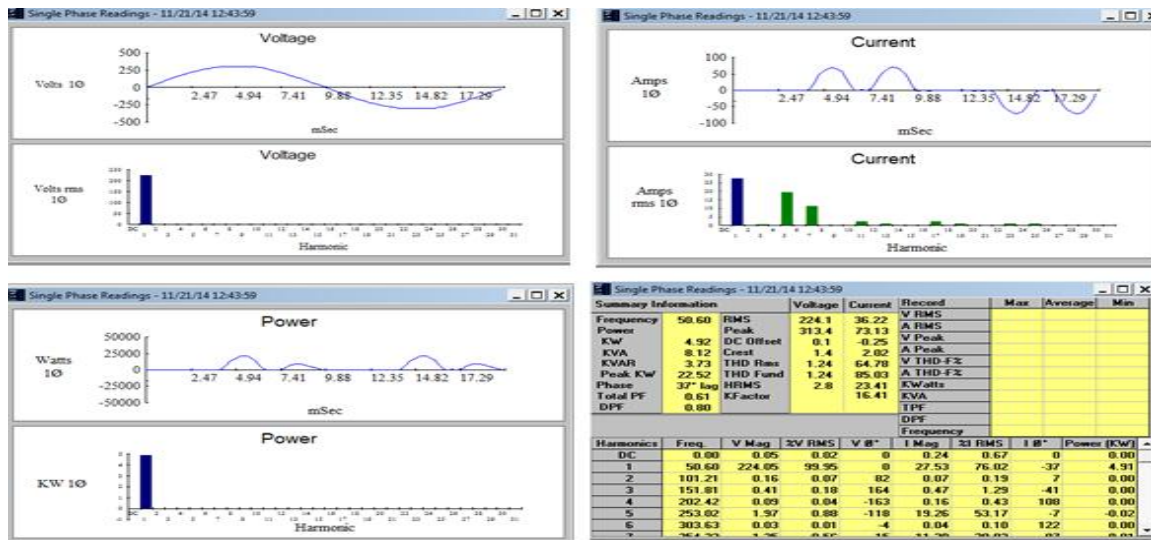 Single Phase Readings - 11/21/14 12:43:59
Voltage
Volts 1Ø
500
250
0
-250
-500
2.47 4.94 7.41 9.88 12.35 14.82 17.29
mSec
Voltage
Volts rms 1Ø
250
200
150
100
50
0
Harmonic
Single Phase Readings - 11/21/14 12:43:59
Current
Amps 1Ø
100
50
0
-50
-100
2.47 4.94 7.41 9.88 12.35 14.82 17.29
mSec
Current
Amps rms 1Ø
30
25
20
15
10
5
0
Harmonic
Single Phase Readings - 11/21/14 12:43:59
Power
Watts 1Ø
50000
25000
0
-25000
-50000
2.47 4.94 7.41 9.88 12.35 14.82 17.29
mSec
Power
KW 1Ø
Harmonic
Single Phase Readings - 11/21/14 12:43:59
Summary Information Voltage Current Record Max Average Min
Frequency 50.60 RMS 224.1 36.22 V RMS
Power Peak 313.4 73.13 A RMS
KW 4.92 DC Offset 0.1 -0.25 V Peak
KVA 8.12 Crest 1.4 2.02 A Peak
KVAR 3.73 THD Rms 1.24 64.78 V THD-F%
Peak KW 22.52 THD Fund 1.24 85.03 A THD-F%
Phase 37° lag HRMS 2.8 23.41 KWatts
Total PF 0.61 KFactor 16.41 KVA
DPF 0.80 TPF
DPF
Frequency
Harmonics Freq. V Mag %V RMS V Ø° I Mag %I RMS I Ø° Power (KW)
DC 0.00 0.05 0.02 0 0.24 0.67 0 0.00
1 50.60 224.05 99.95 0 27.53 76.02 -37 4.91
2 101.21 0.16 0.07 82 0.07 0.19 7 0.00
3 151.81 0.41 0.18 164 0.47 1.29 -41 0.00
4 202.42 0.09 0.04 -163 0.16 0.43 108 0.00
5 253.02 1.97 0.88 -118 19.26 53.17 -7 -0.02
6 303.63 0.03 0.01 -4 0.04 0.10 122 0.00